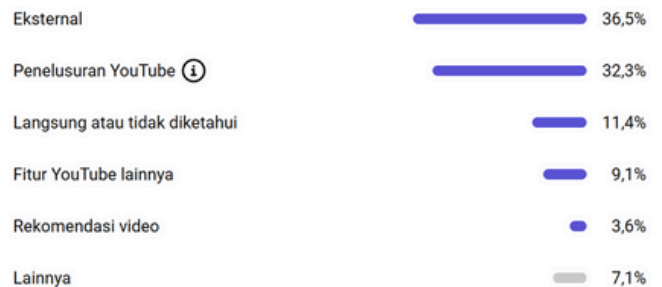 Eksternal 36,5%
Penelusuran YouTube 32,3%
Langsung atau tidak diketahui 11,4%
Fitur YouTube lainnya 9,1%
Rekomendasi video 3,6%
Lainnya 7,1%